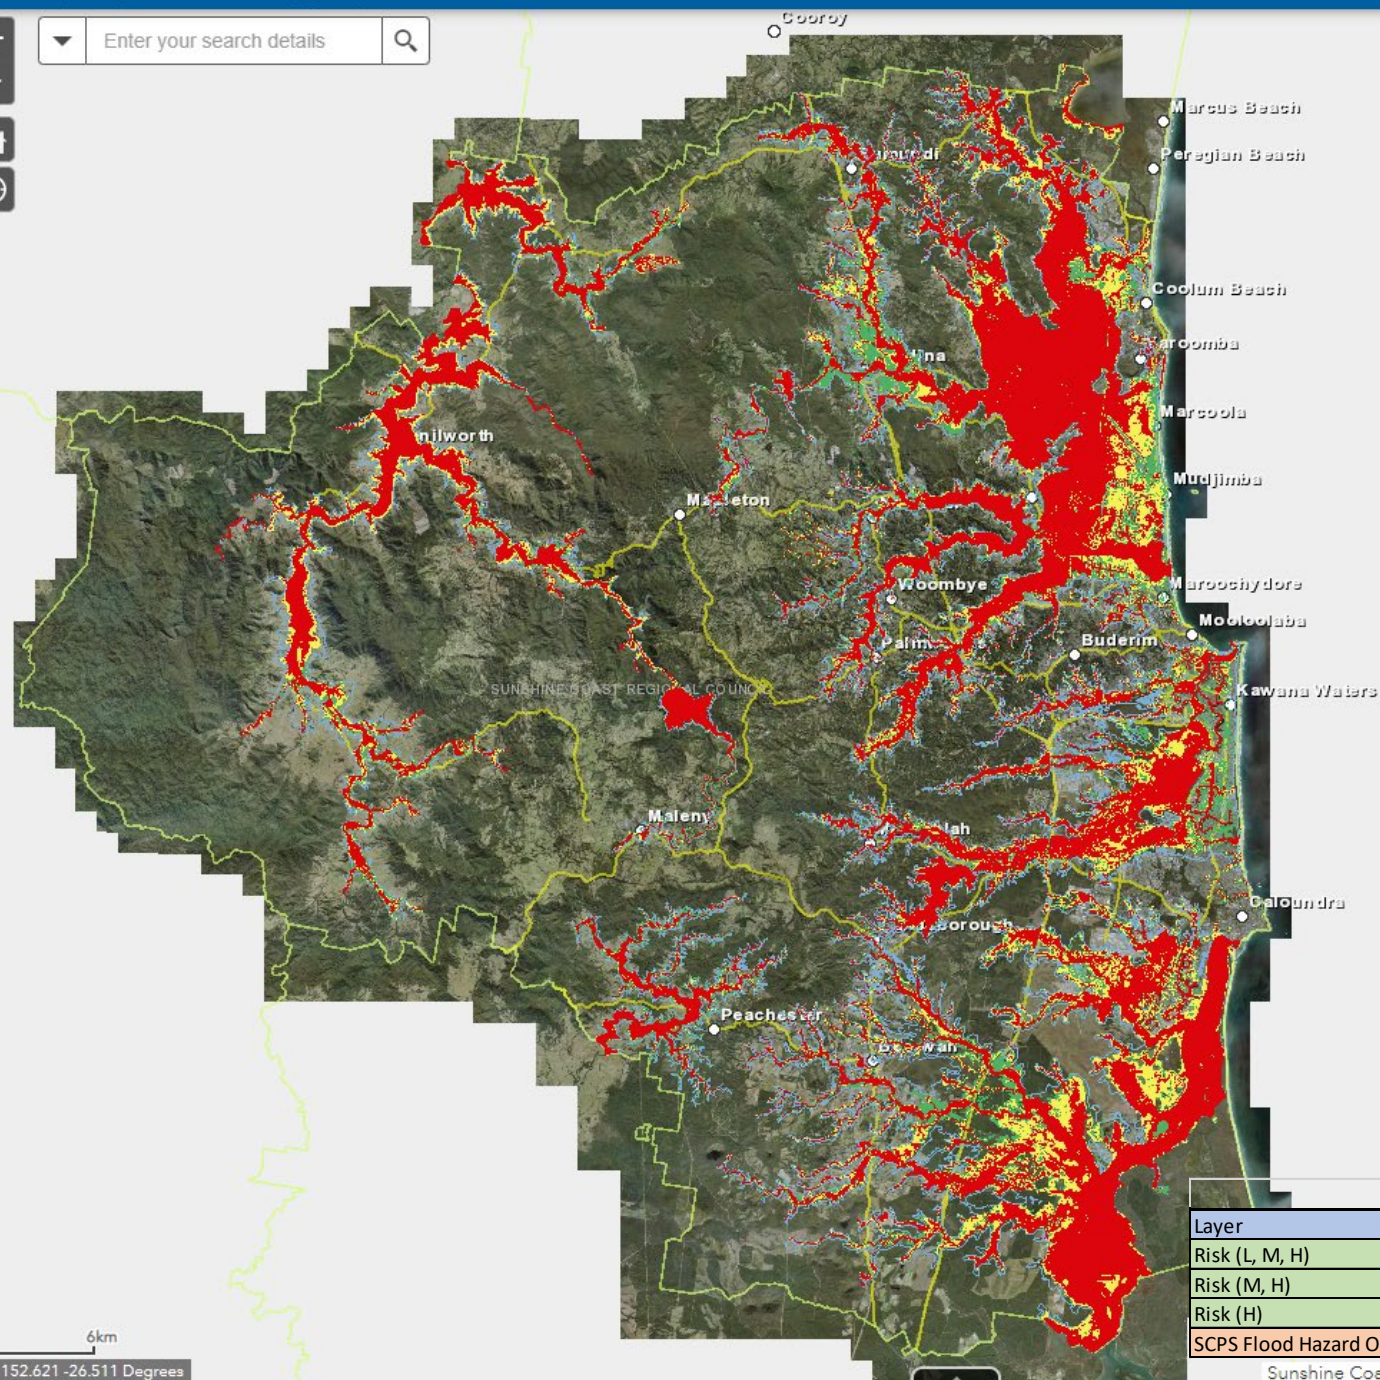 Cooroy
Enter your search details
Marcus Beach
Peregian Beach
Coolum Beach
Marcoola
nilworth
Mudjimba
Woombye
Maroochydore
Mooloolaba
Buderim
SUNSHINE COAST REGIONAL COUNCIL
Kawana Waters
Maleny
Caloundra
Peachester
Layer
Risk (L, M, H)
Risk (M, H)
Risk (H)
SCPS Flood Hazard O
6km
152.621 -26.511 Degrees
Sunshine Coa